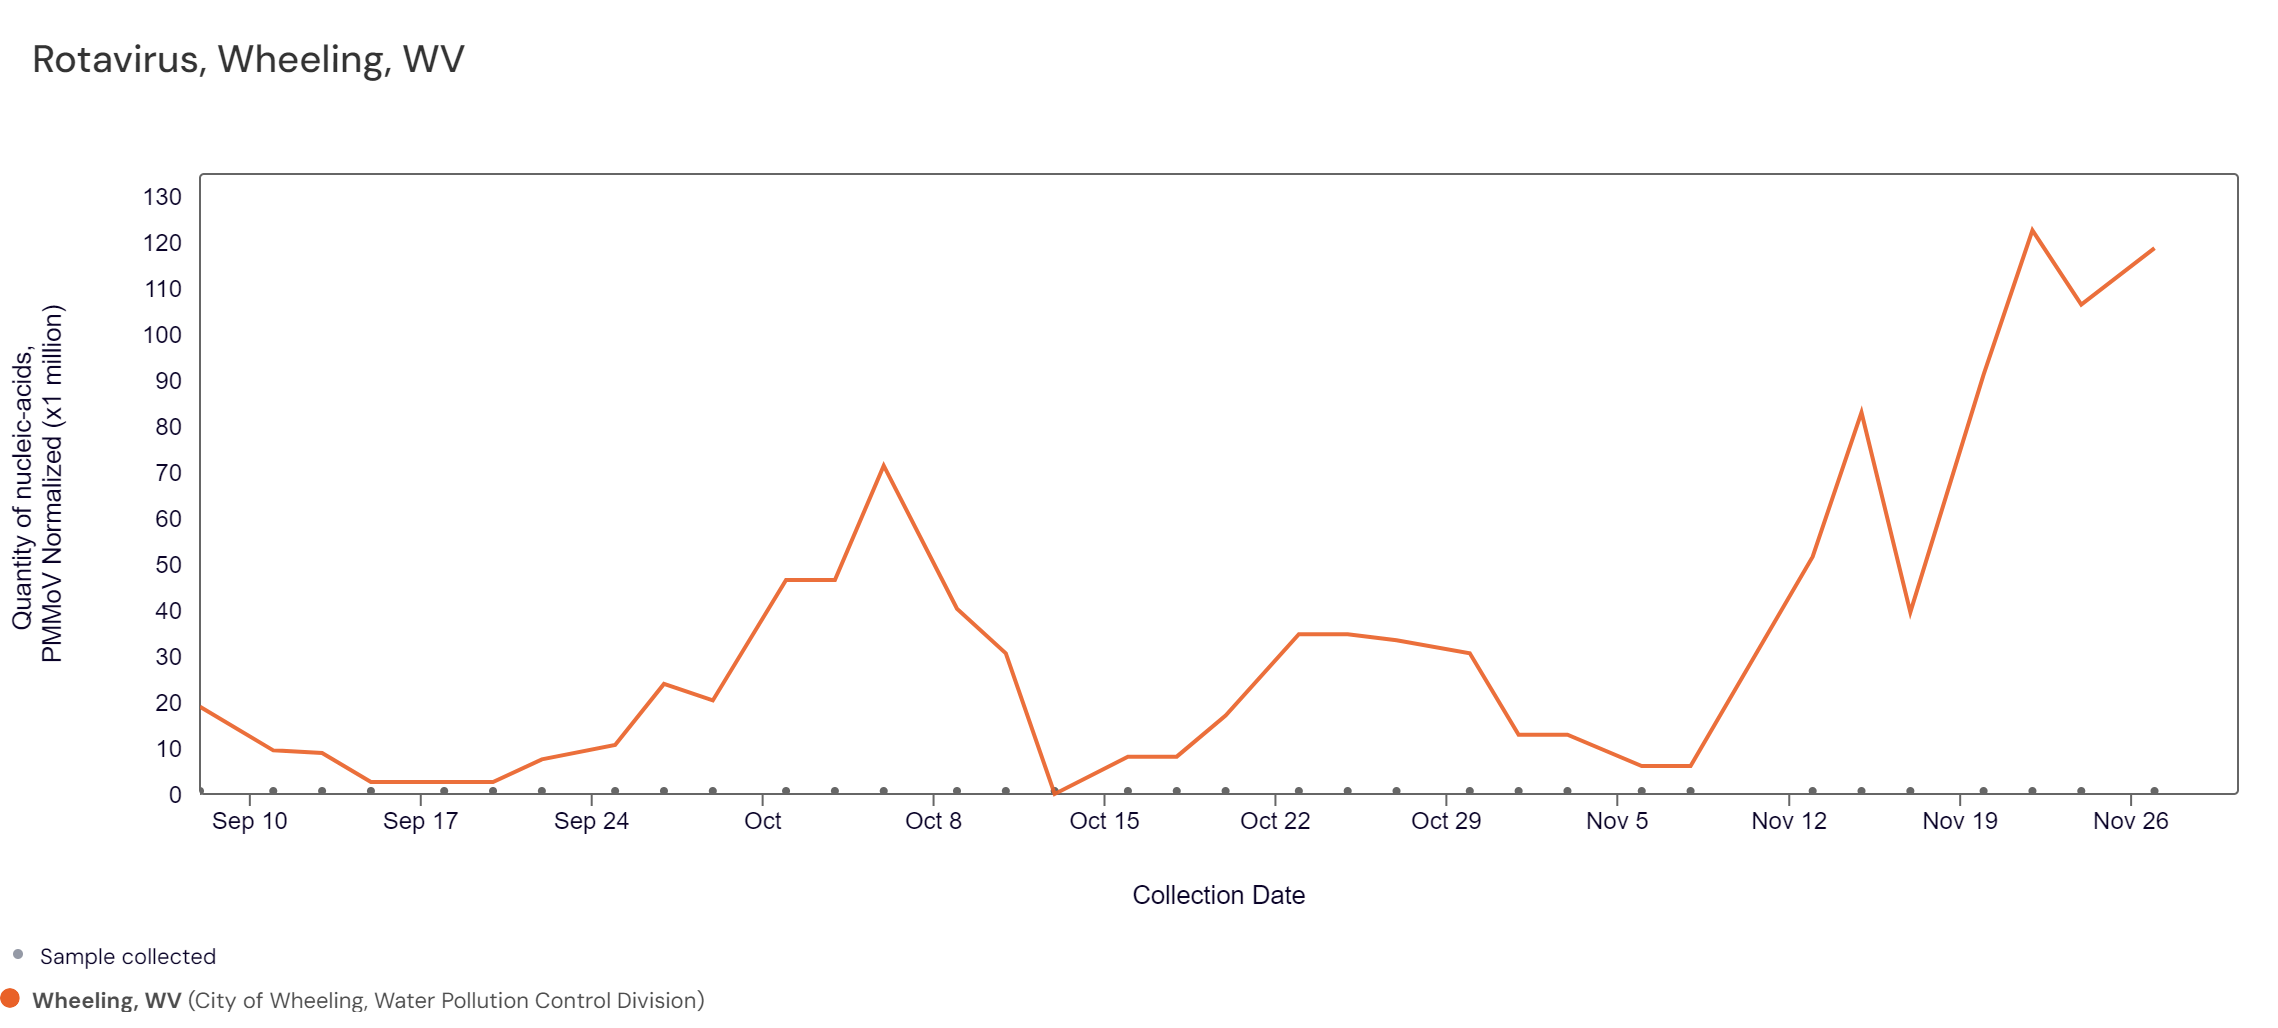 Rotavirus, Wheeling, WV
Quantity of nucleic-acids,
PMMoV Normalized (x1 million)
130
120
110
100
90
80
70
60
50
40
30
20
10
0
Sep 10 Sep 17 Sep 24 Oct Oct 8 Oct 15 Oct 22 Oct 29 Nov 5 Nov 12 Nov 19 Nov 26
Collection Date
Sample collected
Wheeling, WV (City of Wheeling, Water Pollution Control Division)